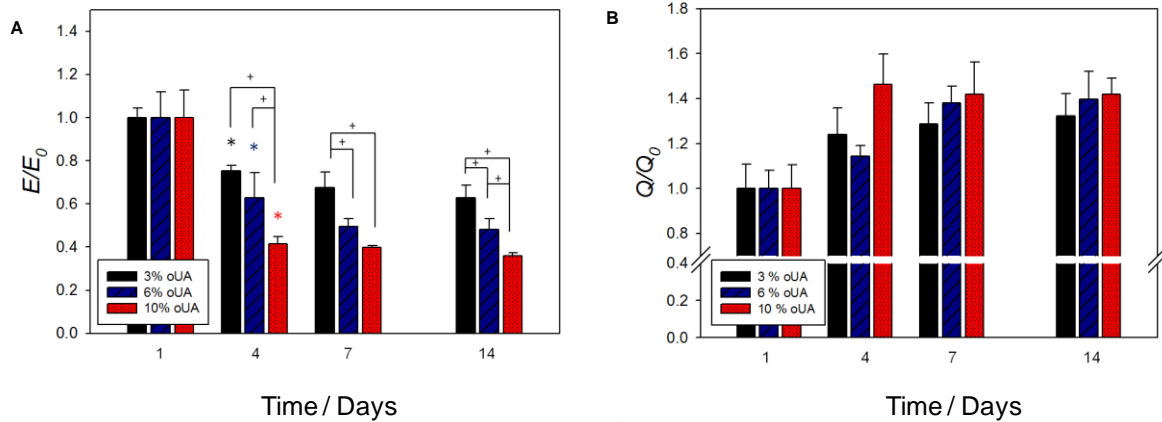 A
E/E0
1.4
1.2
1.0
0.8
0.6
0.4
0.2
0.0
* * *
+ +
+ +
+ + +
3% oUA
6% oUA
10% oUA
1 4 7 14
Time / Days
B
Q/Q0
1.8
1.6
1.4
1.2
1.0
0.8
0.4
0.2
0.0
3 % oUA
6 % oUA
10 % oUA
1 4 7 14
Time / Days